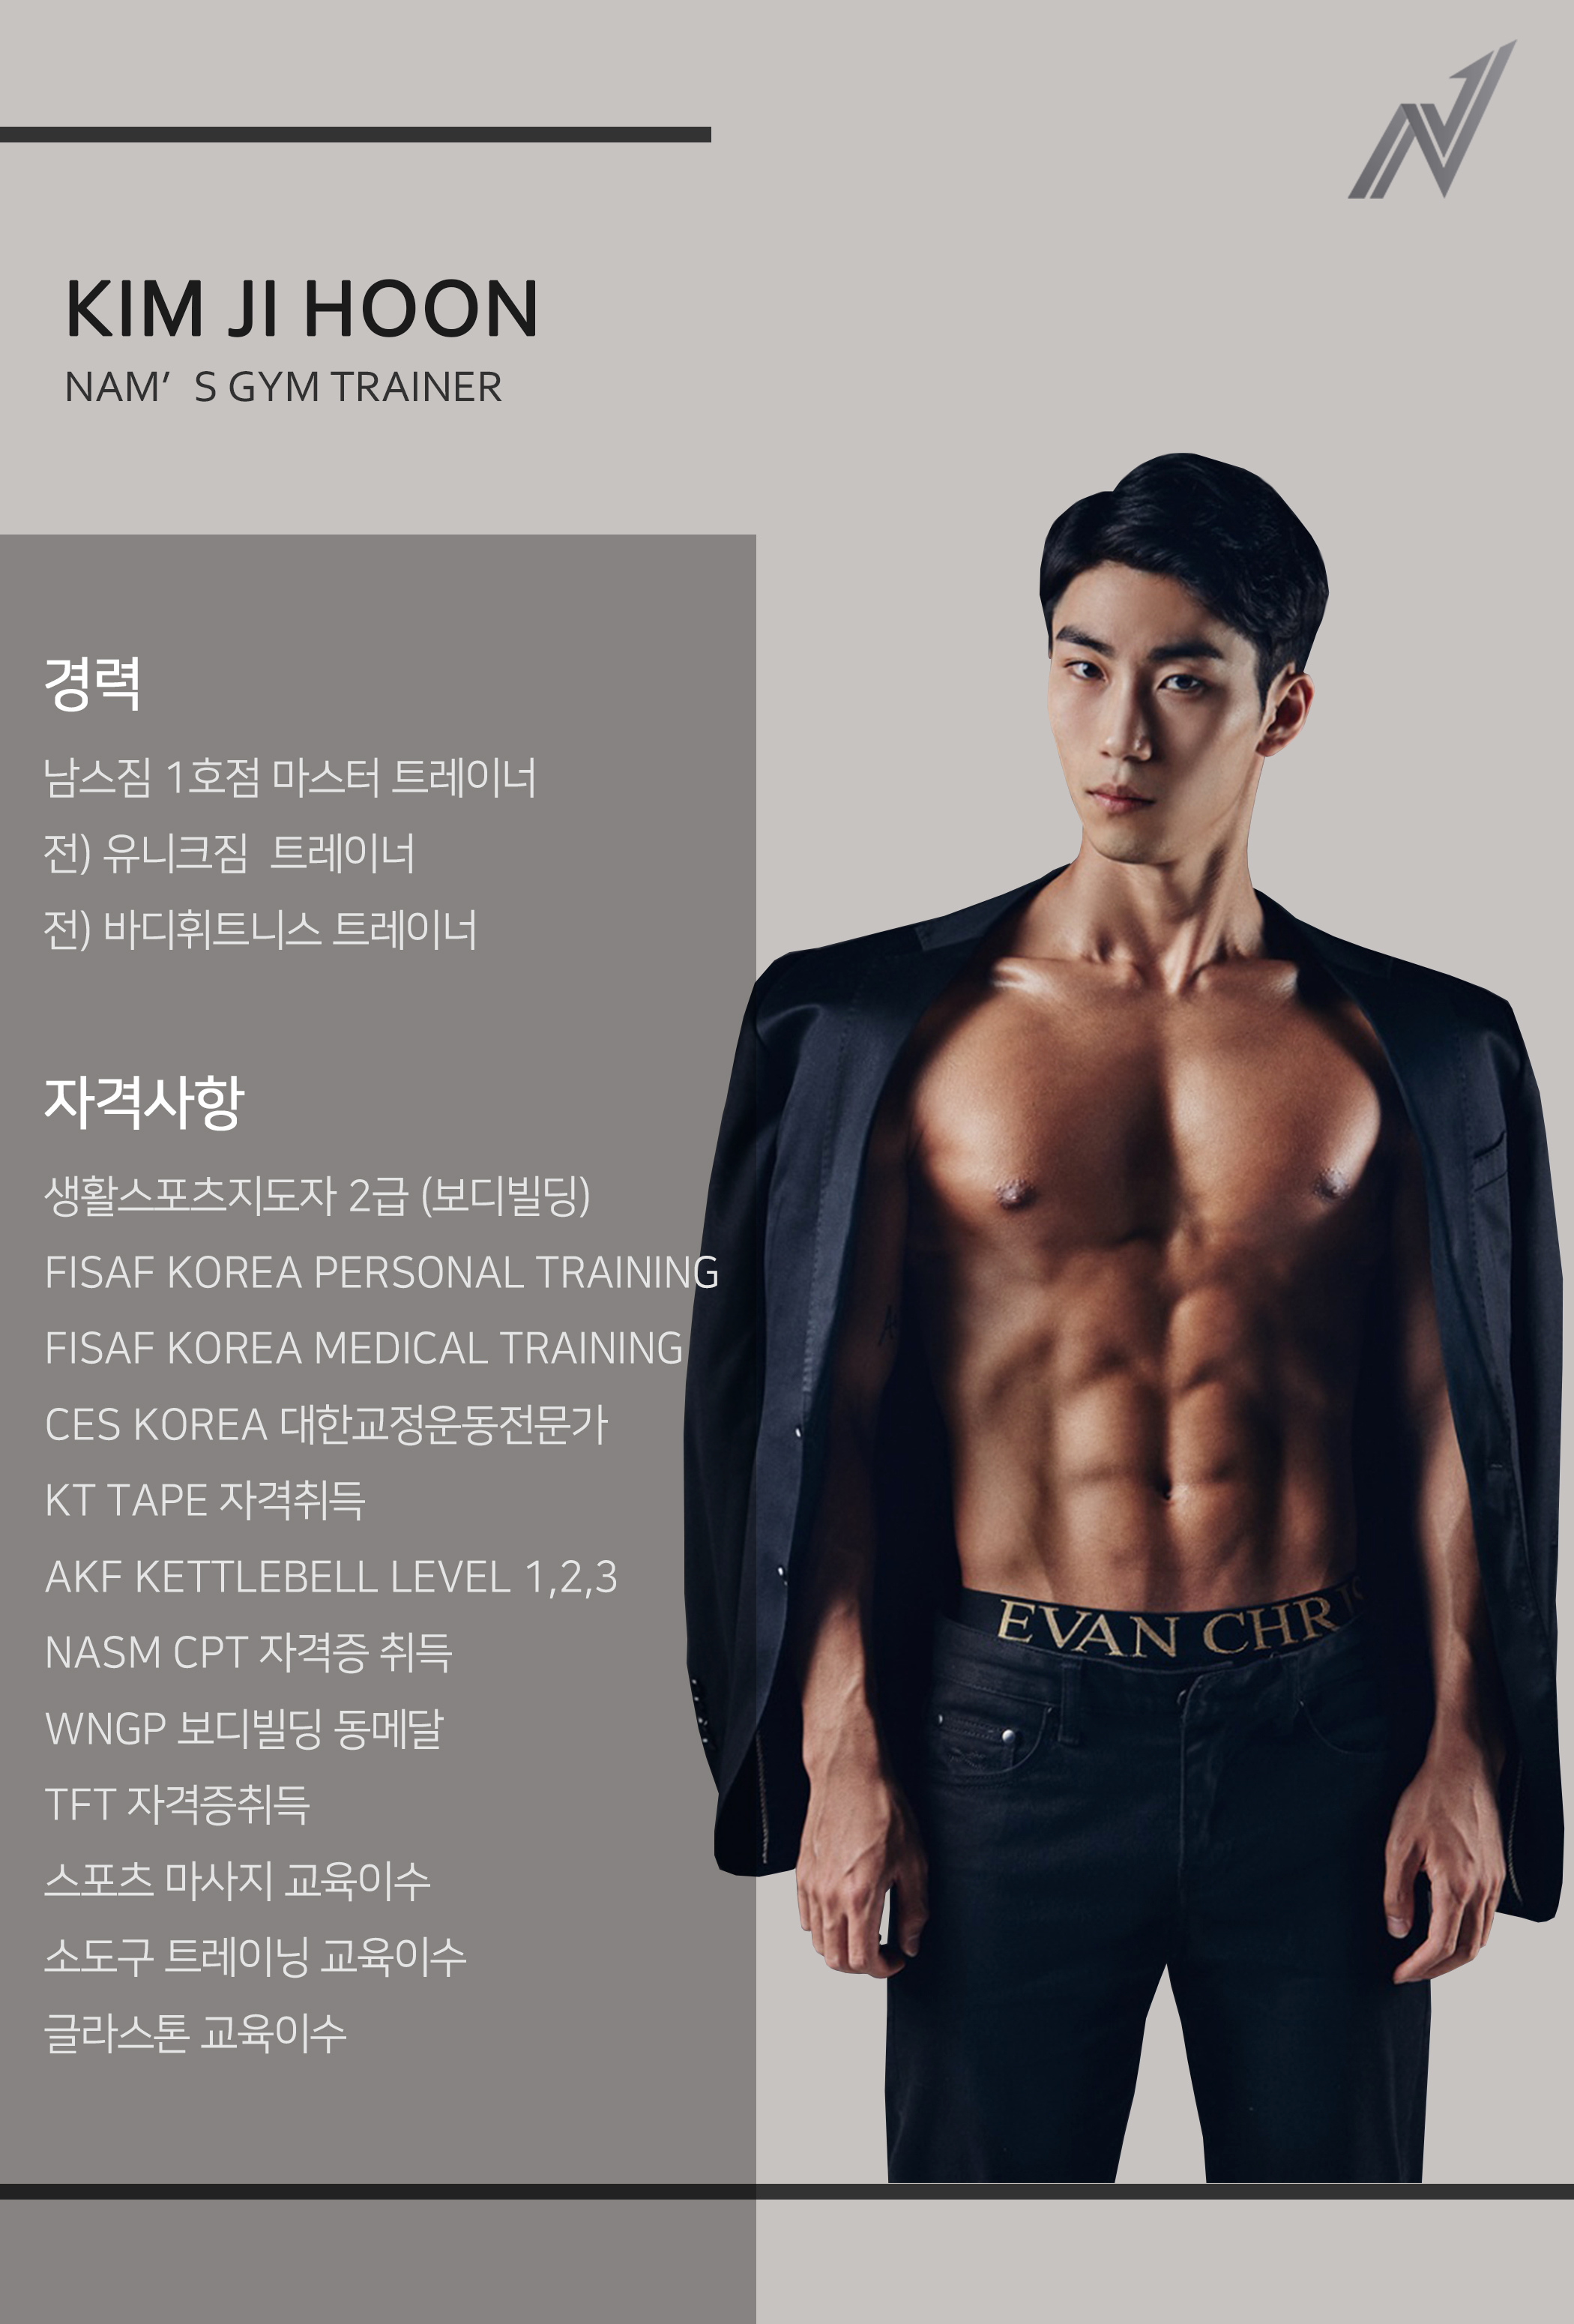 KIM JI HOON
NAM’ S GYM TRAINER
경력
남스짐 1호점 마스터 트레이너
전) 유니크짐 트레이너
전) 바디휘트니스 트레이너
자격사항
생활스포츠지도자 2급 (보디빌딩)
FISAF KOREA PERSONAL TRAINING
FISAF KOREA MEDICAL TRAINING
CES KOREA 대한교정운동전문가
KT TAPE 자격취득
AKF KETTLEBELL LEVEL 1,2,3
NASM CPT 자격증 취득
WNGP 보디빌딩 동메달
TFT 자격증취득
스포츠 마사지 교육이수
소도구 트레이닝 교육이수
글라스톤 교육이수
EVAN CHRI